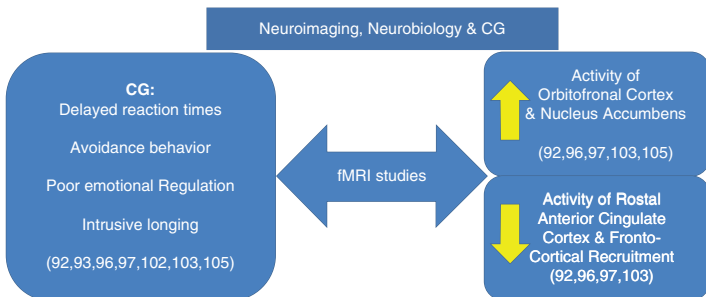 Neuroimaging, Neurobiology & CG
CG:
Delayed reaction times
Avoidance behavior
Poor emotional Regulation
Intrusive longing
(92,93,96,97,102,103,105)
fMRI studies
Activity of
Orbitofronal Cortex
& Nucleus Accumbens
(92,96,97,103,105)
Activity of Rostal
Anterior Cingulate
Cortex & Fronto-
Cortical Recruitment
(92,96,97,103)